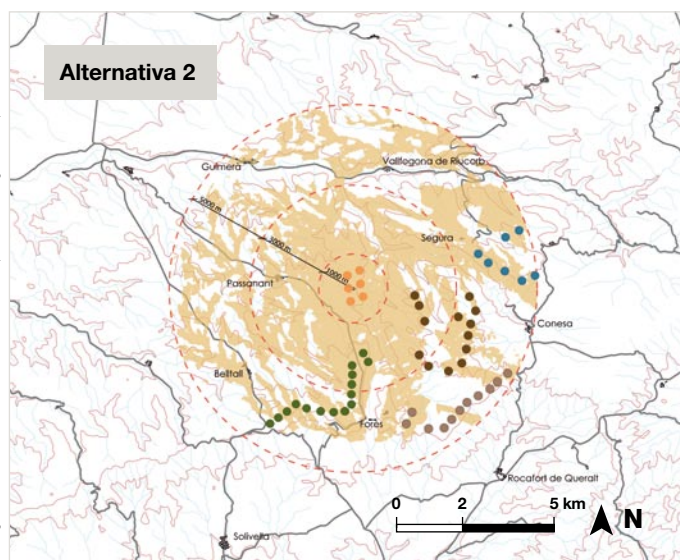 Alternativa 2
Guimerà
Vallfogona de Riucorb
5000 m
3000 m
Segura
1000 m
Passanant
Conesa
Belltall
Forès
Rocafort de Queralt
0 2 5 km
N
Solivella